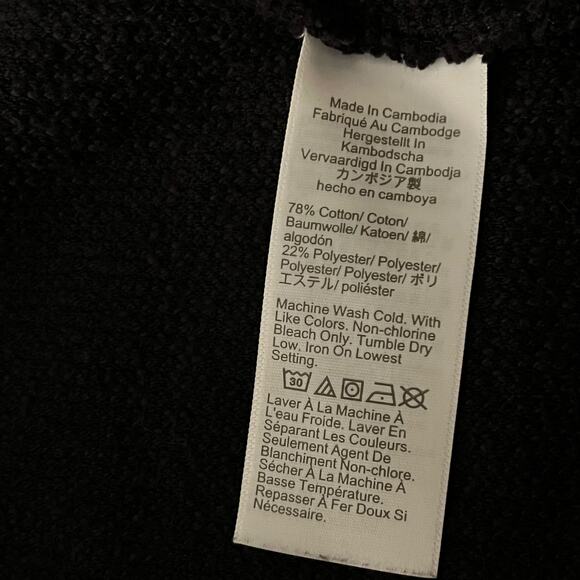 Made In Cambodia
Fabriqué Au Cambodge
Hergestellt In
Kambodscha
Vervaardigd In Cambodja
カンボジア製
hecho en camboya
78% Cotton/ Coton/
Baumwolle/ Katoen/ 綿/
algodón
22% Polyester/ Polyester/
Polyester/ Polyester/ ポリ
エステル/ poliéster
Machine Wash Cold. With
Like Colors. Non-chlorine
Bleach Only. Tumble Dry
Low. Iron On Lowest
Setting.
30
Laver À La Machine À
L'eau Froide. Laver En
Séparant Les Couleurs.
Seulement Agent De
Blanchiment Non-chlore.
Sécher À La Machine À
Basse Température.
Repasser À Fer Doux Si
Nécessaire.